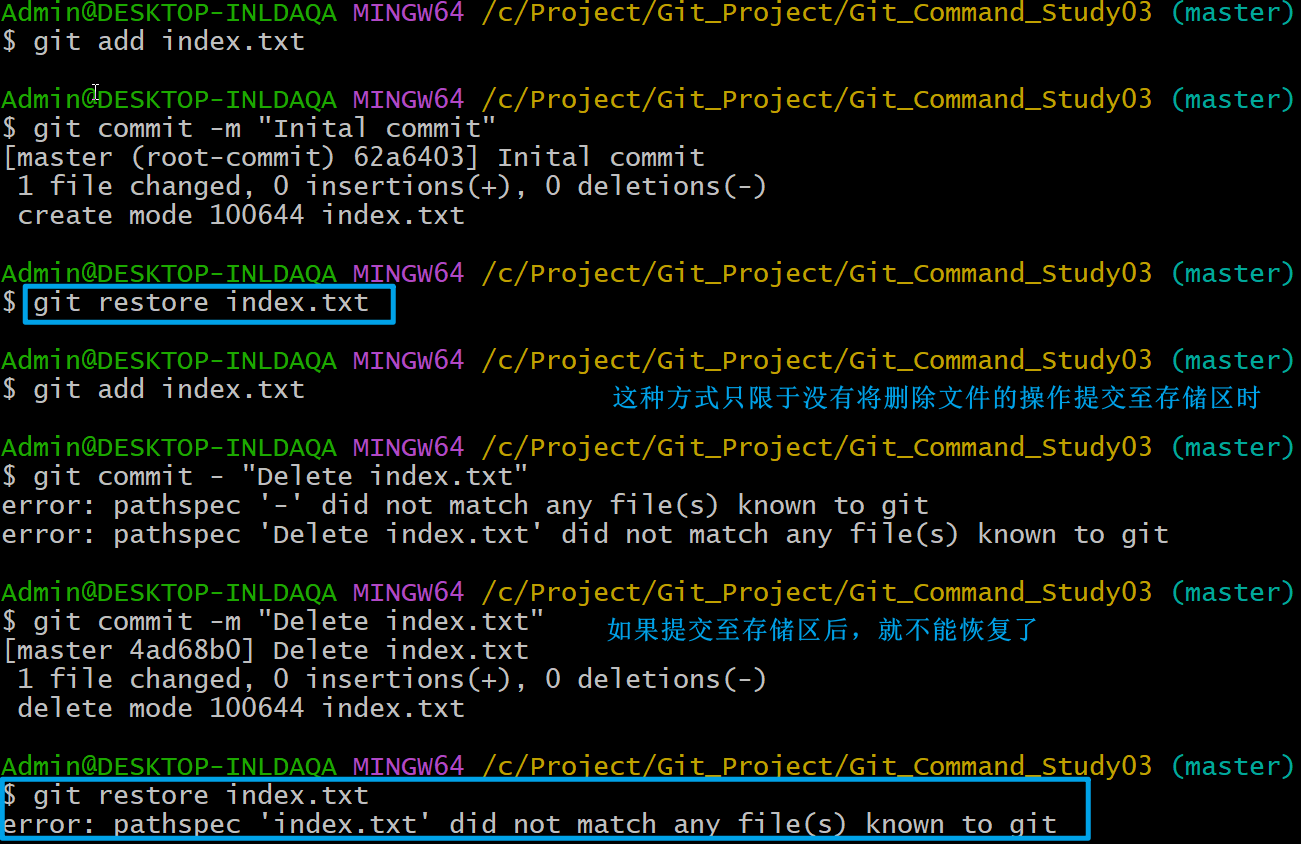 Admin@DESKTOP-INLDAQA MINGW64 /c/Project/Git_Project/Git_Command_Study03 (master)
$ git add index.txt
Admin@DESKTOP-INLDAQA MINGW64 /c/Project/Git_Project/Git_Command_Study03 (master)
$ git commit -m "Inital commit"
[master (root-commit) 62a6403] Inital commit
 1 file changed, 0 insertions(+), 0 deletions(-)
 create mode 100644 index.txt
Admin@DESKTOP-INLDAQA MINGW64 /c/Project/Git_Project/Git_Command_Study03 (master)
$ git restore index.txt
Admin@DESKTOP-INLDAQA MINGW64 /c/Project/Git_Project/Git_Command_Study03 (master)
$ git add index.txt
这种方式只限于没有将删除文件的操作提交至存储区时
Admin@DESKTOP-INLDAQA MINGW64 /c/Project/Git_Project/Git_Command_Study03 (master)
$ git commit - "Delete index.txt"
error: pathspec '-' did not match any file(s) known to git
error: pathspec 'Delete index.txt' did not match any file(s) known to git
Admin@DESKTOP-INLDAQA MINGW64 /c/Project/Git_Project/Git_Command_Study03 (master)
$ git commit -m "Delete index.txt"
如果提交至存储区后，就不能恢复了
[master 4ad68b0] Delete index.txt
 1 file changed, 0 insertions(+), 0 deletions(-)
 delete mode 100644 index.txt
Admin@DESKTOP-INLDAQA MINGW64 /c/Project/Git_Project/Git_Command_Study03 (master)
$ git restore index.txt
error: pathspec 'index.txt' did not match any file(s) known to git